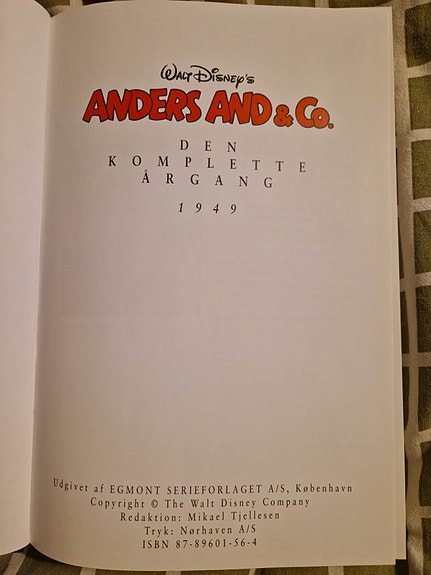 WALT DISNEY'S
ANDERS AND & CO.
DEN
KOMPLETTE
ÅRGANG
1949
Udgivet af EGMONT SERIEFORLAGET A/S, København
Copyright © The Walt Disney Company
Redaktion: Mikael Tjellesen
Tryk: Nørhaven A/S
ISBN 87-89601-56-4